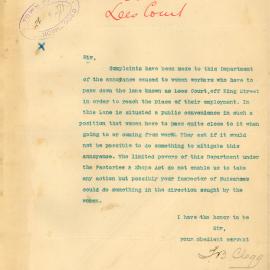 Lees Court
Sir,
Complaints have been made to this Department
of the annoyance caused to women workers who have to
pass down the lane known as Lees Court, off King Street
in order to reach the place of their employment. In
this Lane is situated a public convenience in such a
position that women have to pass quite close to it when
going to or coming from work. They ask if it would
not be possible to do something to mitigate this
annoyance. The limited powers of this Department under
the Factories & Shops Act do not enable us to take
any action but possibly your Inspector of Nuisances
could do something in the direction sought by the
women.
I have the honor to be
Sir,
your obedient servant
Clegg